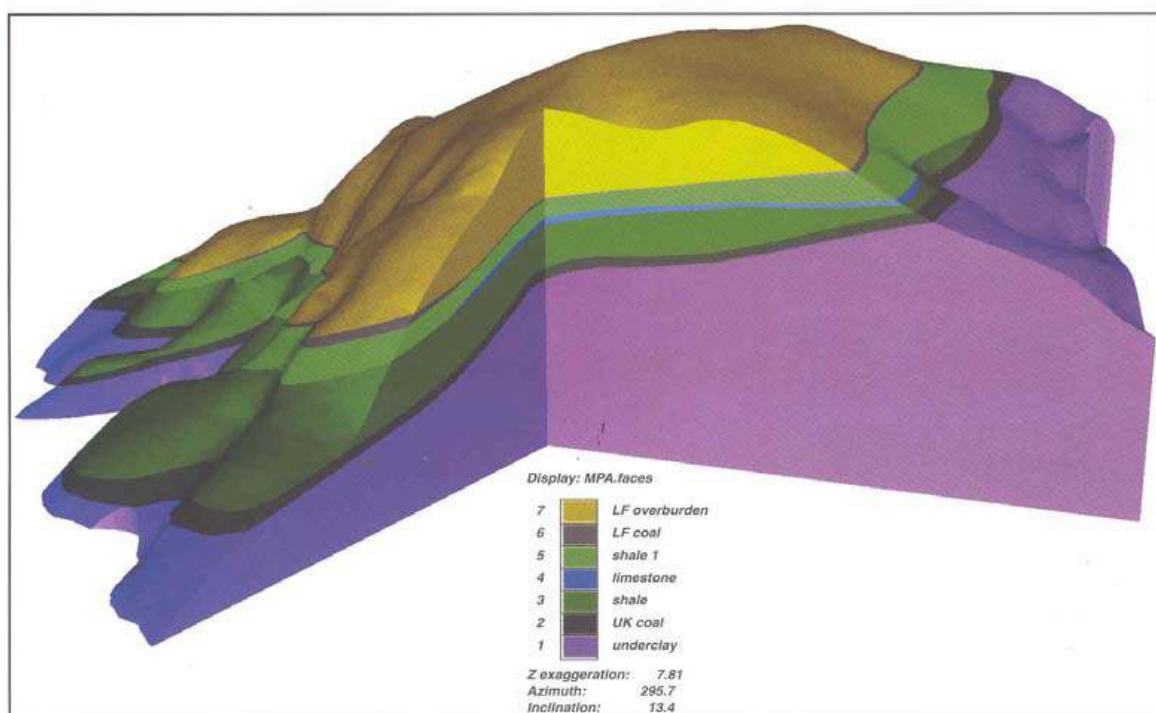 Display: MPA.faces
7 LF overburden
6 LF coal
5 shale 1
4 limestone
3 shale
2 UK coal
1 underclay
Z exaggeration: 7.81
Azimuth: 295.7
Inclination: 13.4